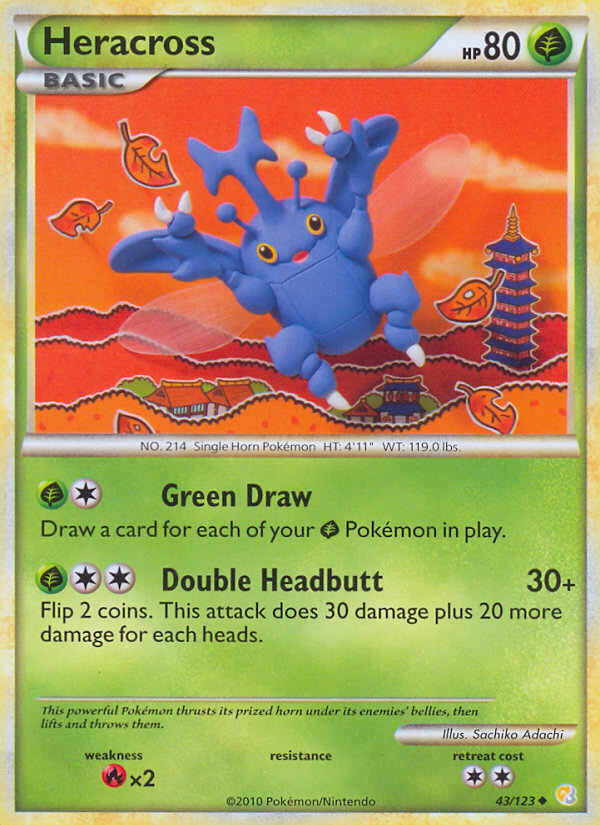 Heracross
HP 80
BASIC
NO. 214 Single Horn Pokémon HT: 4'11" WT: 119.0 lbs.
Green Draw
Draw a card for each of your Pokémon in play.
Double Headbutt 30+
Flip 2 coins. This attack does 30 damage plus 20 more
damage for each heads.
This powerful Pokémon thrusts its prized horn under its enemies' bellies, then
lifts and throws them.
Illus. Sachiko Adachi
weakness resistance retreat cost
×2
©2010 Pokémon/Nintendo 43/123